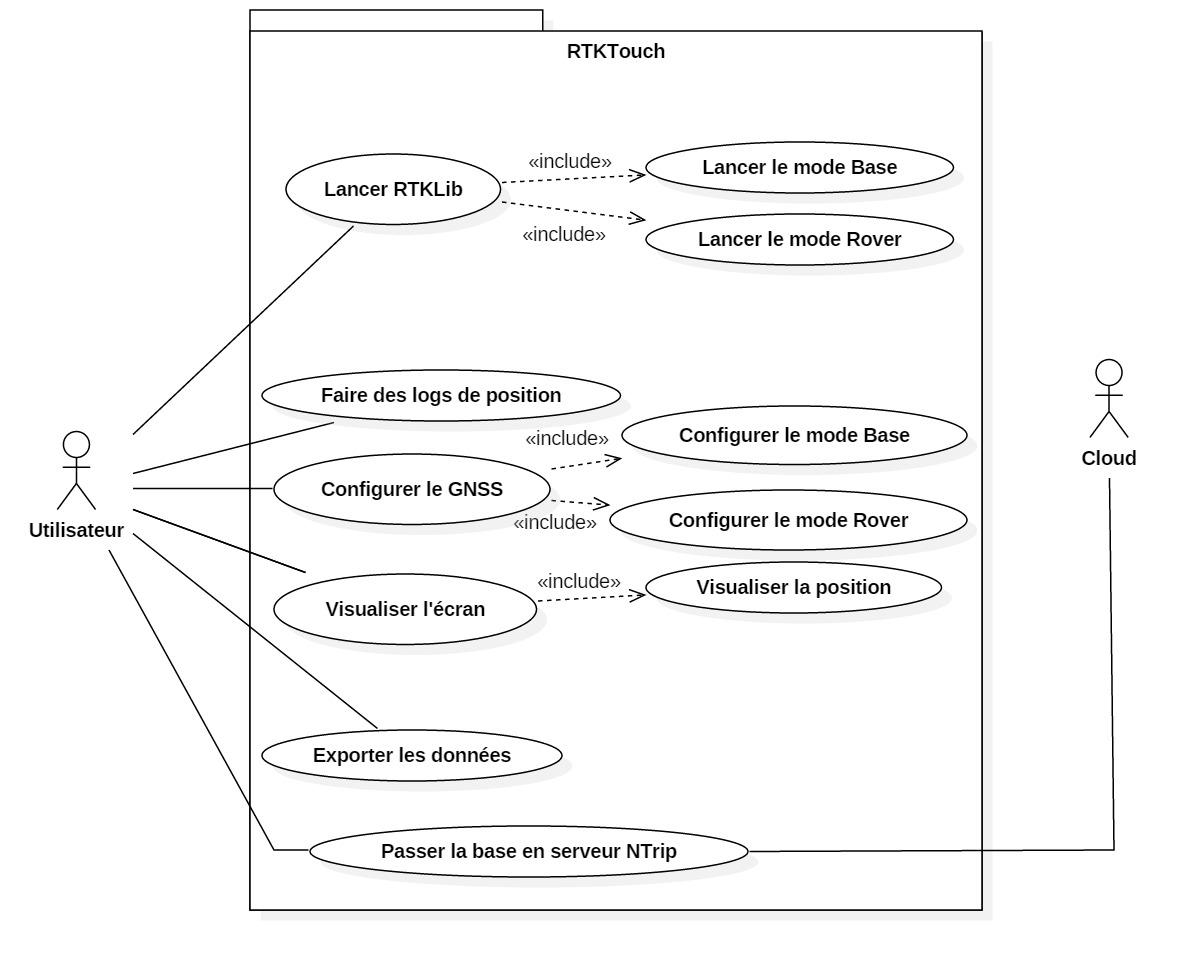 RTKTouch
«include»
Lancer le mode Base
Lancer RTKLib
«include»
Lancer le mode Rover
Faire des logs de position
«include»
Configurer le mode Base
Cloud
Configurer le GNSS
«include»
Configurer le mode Rover
Utilisateur
«include»
Visualiser la position
Visualiser l'écran
Exporter les données
Passer la base en serveur NTrip